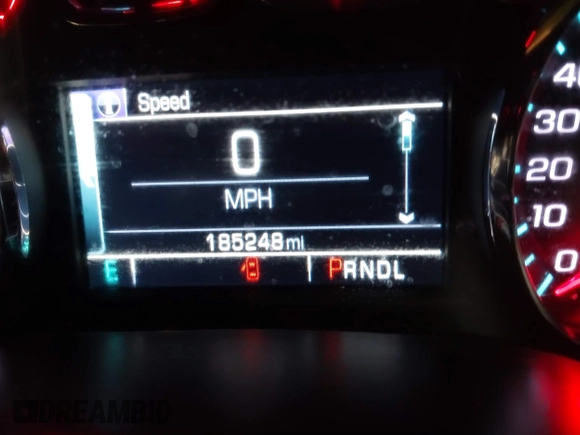 Speed
0
MPH
185248 mi
E
PRNDL
40
30
20
10
0
DREAMBID